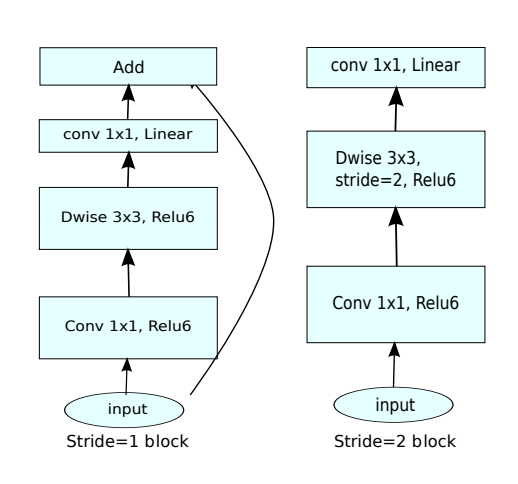 Add
conv 1x1, Linear
Dwise 3x3, Relu6
Conv 1x1, Relu6
input
Stride=1 block
conv 1x1, Linear
Dwise 3x3,
stride=2, Relu6
Conv 1x1, Relu6
input
Stride=2 block